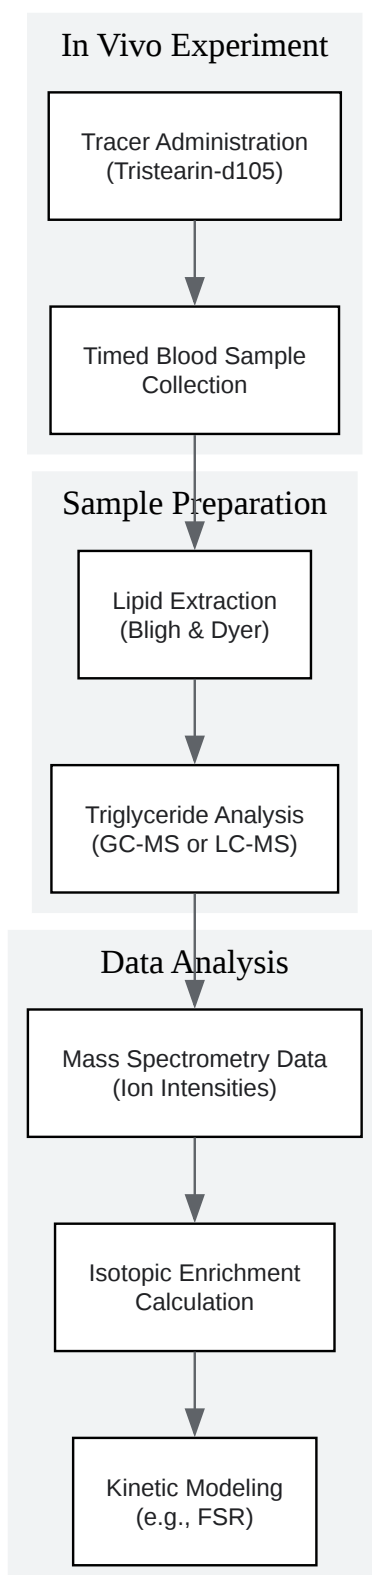 In Vivo Experiment
Tracer Administration
(Tristearin-d105)
Timed Blood Sample
Collection
Sample Preparation
Lipid Extraction
(Bligh & Dyer)
Triglyceride Analysis
(GC-MS or LC-MS)
Data Analysis
Mass Spectrometry Data
(Ion Intensities)
Isotopic Enrichment
Calculation
Kinetic Modeling
(e.g., FSR)